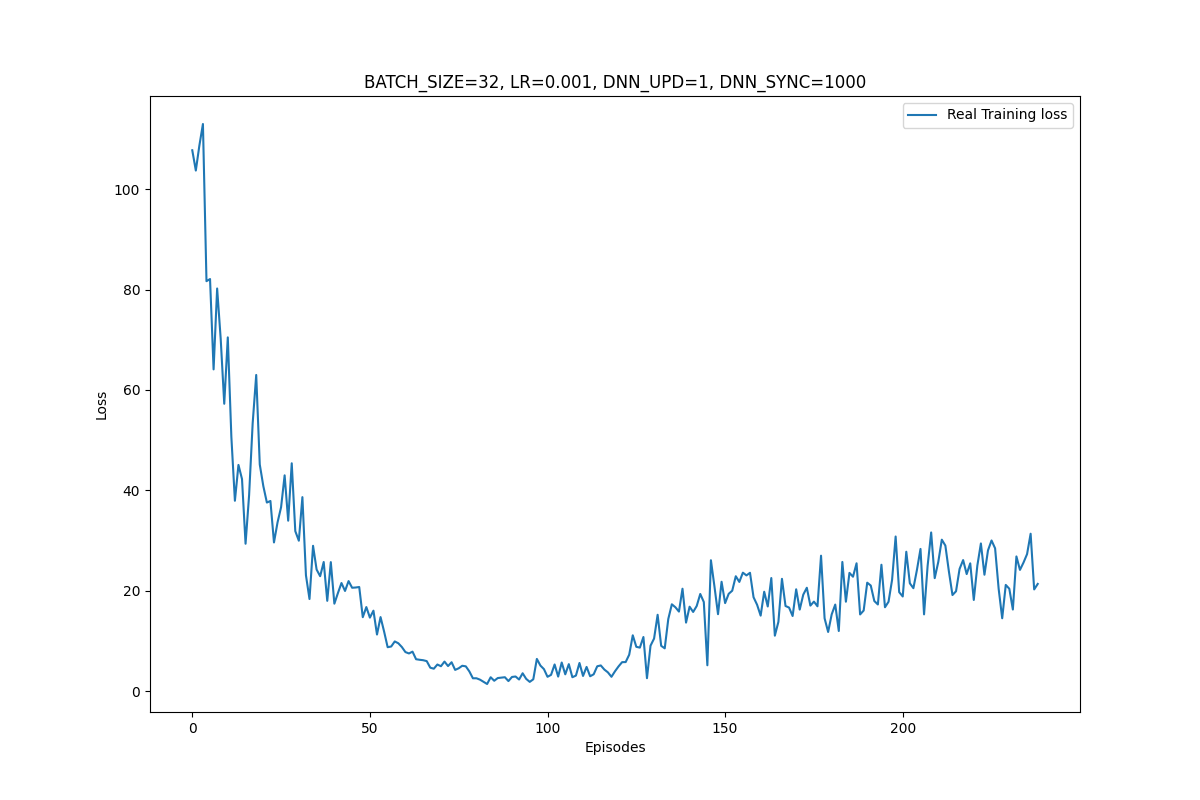 BATCH_SIZE=32, LR=0.001, DNN_UPD=1, DNN_SYNC=1000
Real Training loss
100
80
60
40
20
0
Loss
0 50 100 150 200
Episodes